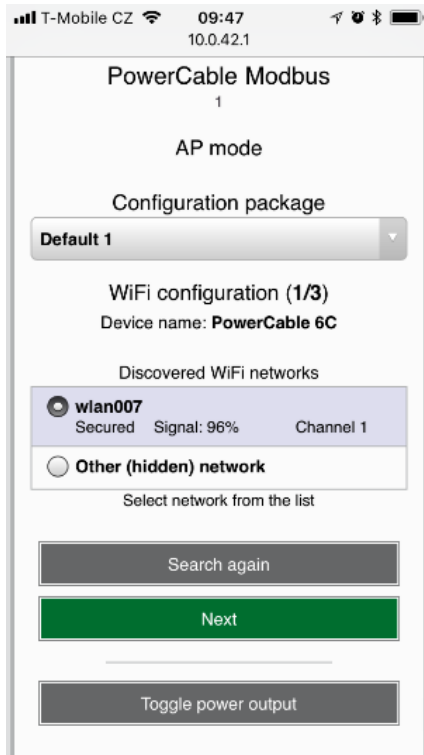 T-Mobile CZ 09:47
10.0.42.1
PowerCable Modbus
1
AP mode
Configuration package
Default 1
WiFi configuration (1/3)
Device name: PowerCable 6C
Discovered WiFi networks
wlan007
Secured Signal: 96% Channel 1
Other (hidden) network
Select network from the list
Search again
Next
Toggle power output